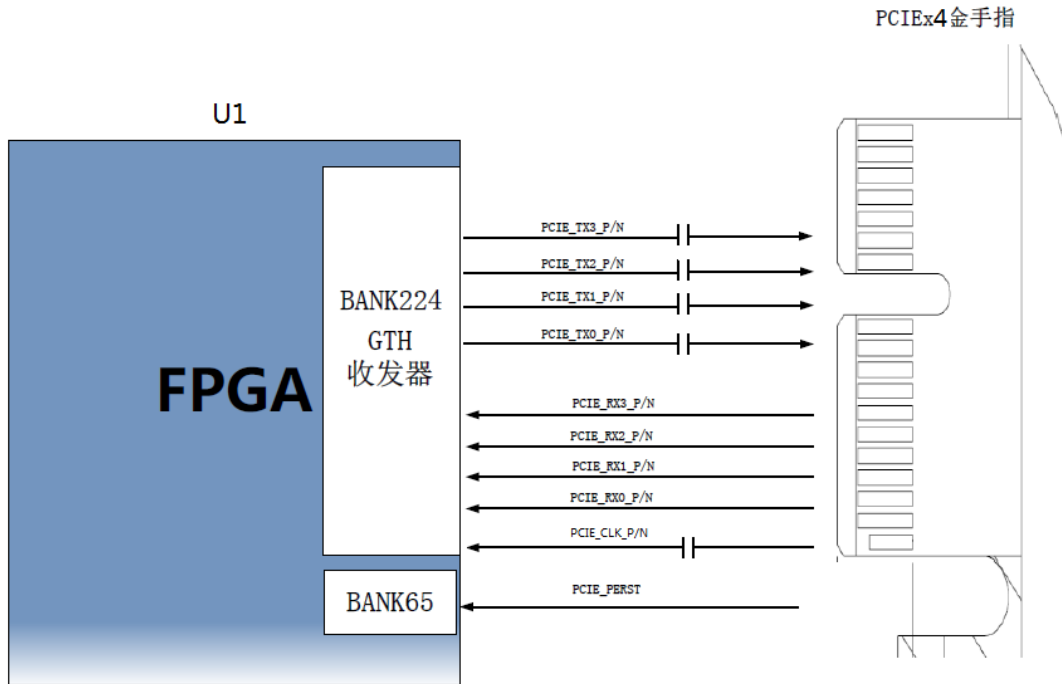 PCIEx4金手指
U1
PCIE_TX3_P/N
PCIE_TX2_P/N
BANK224
GTH
收发器
PCIE_TX1_P/N
PCIE_TX0_P/N
FPGA
PCIE_RX3_P/N
PCIE_RX2_P/N
PCIE_RX1_P/N
PCIE_RX0_P/N
PCIE_CLK_P/N
BANK65
PCIE_PERST